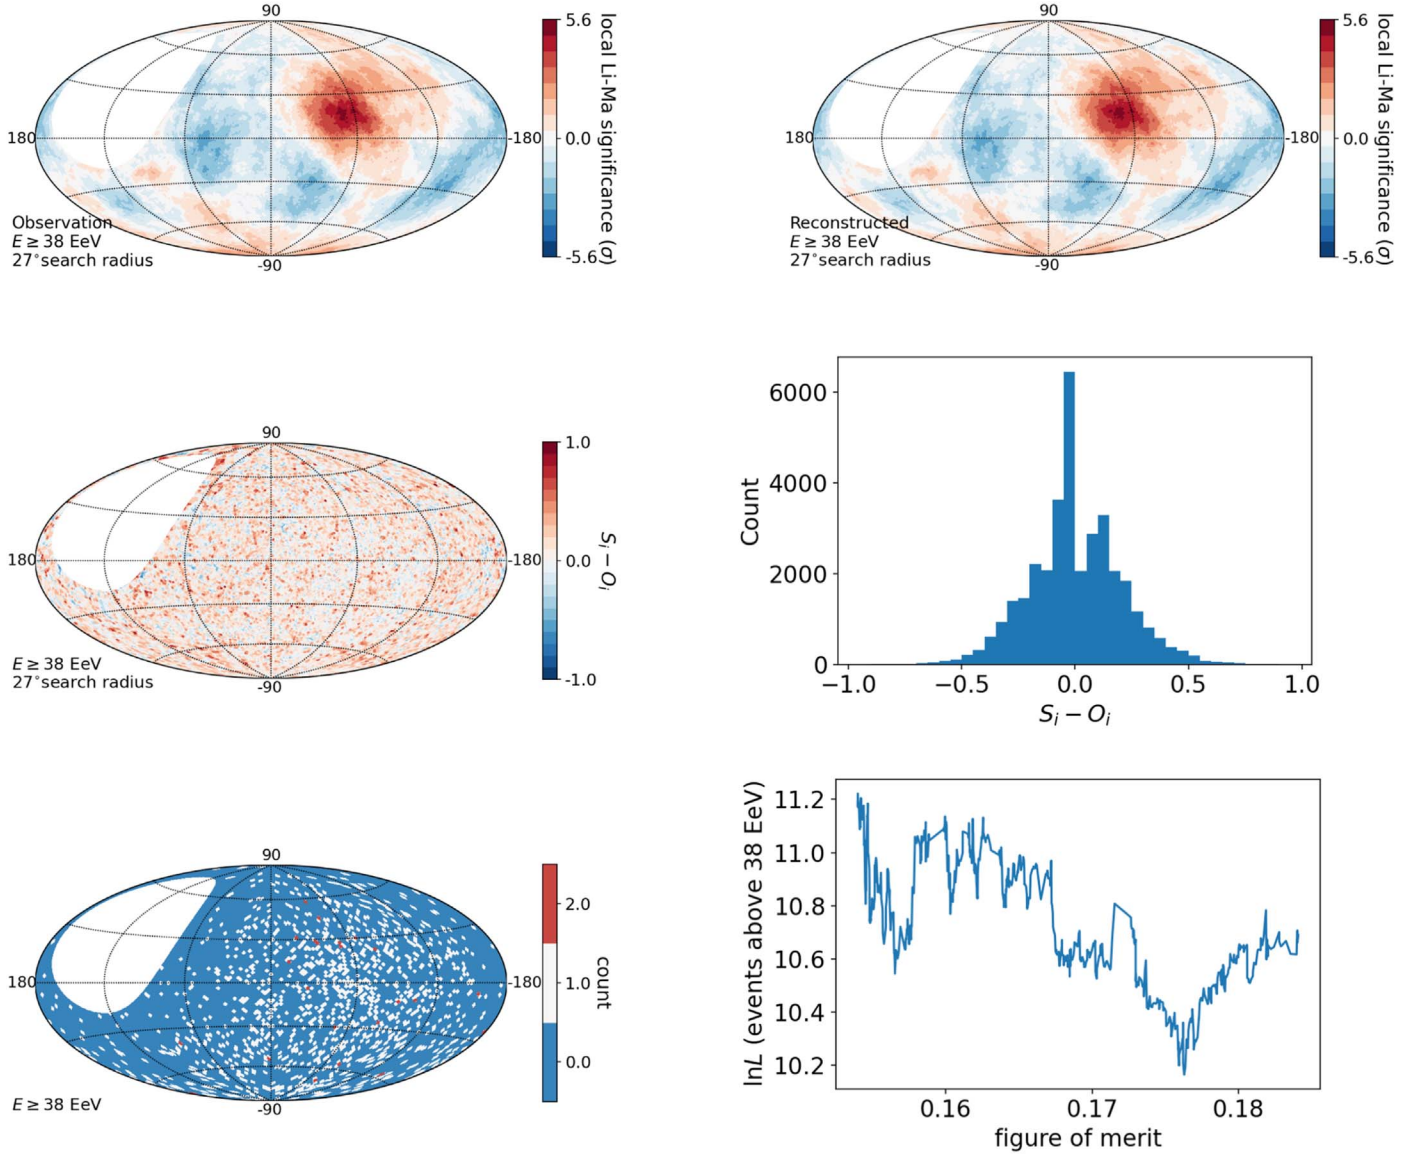 90
180
-180
-90
Observation
E ≥ 38 EeV
27°search radius
5.6
0.0
-5.6
local Li-Ma significance (σ)
90
180
-180
-90
Reconstructed
E ≥ 38 EeV
27°search radius
5.6
0.0
-5.6
local Li-Ma significance (σ)
90
180
-180
-90
E ≥ 38 EeV
27°search radius
1.0
0.0
-1.0
Sᵢ − Oᵢ
Count
6000
4000
2000
0
−1.0 −0.5 0.0 0.5 1.0
Sᵢ − Oᵢ
90
180
-180
-90
E ≥ 38 EeV
2.0
1.0
0.0
count
lnL (events above 38 EeV)
11.2
11.0
10.8
10.6
10.4
10.2
0.16 0.17 0.18
figure of merit